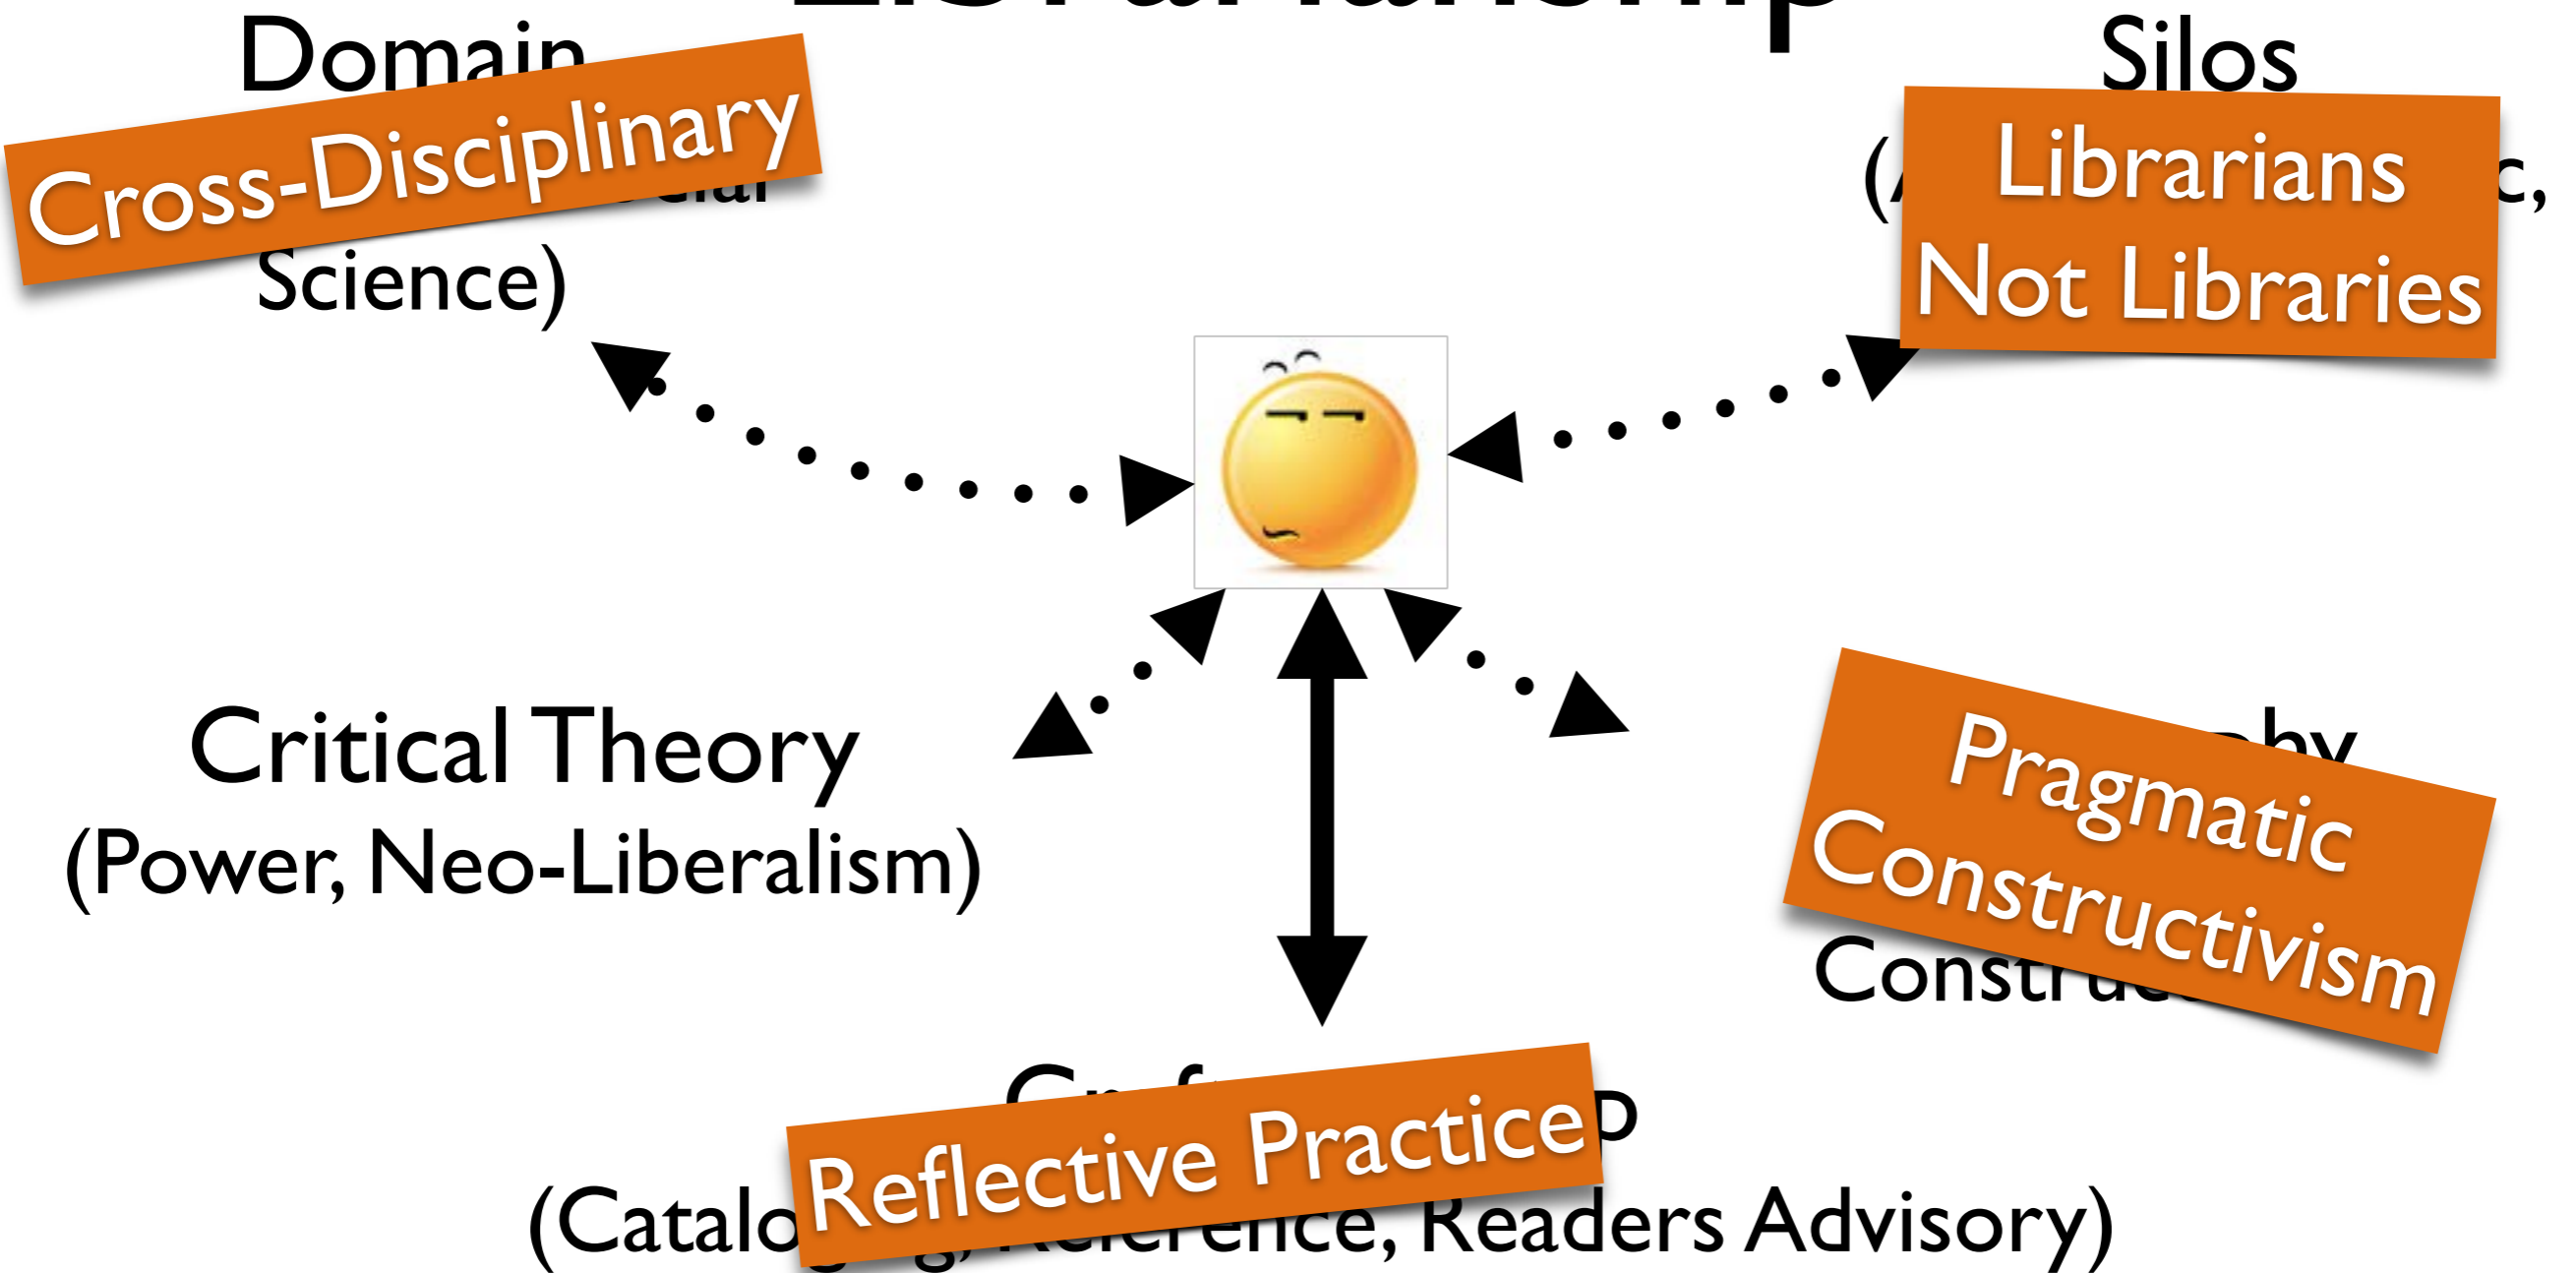 Librarianship
Domain
Cross-Disciplinary
Science)
Silos
Librarians
Not Libraries
Critical Theory
(Power, Neo-Liberalism)
Pragmatic
Constructivism
Reflective Practice
Readers Advisory)